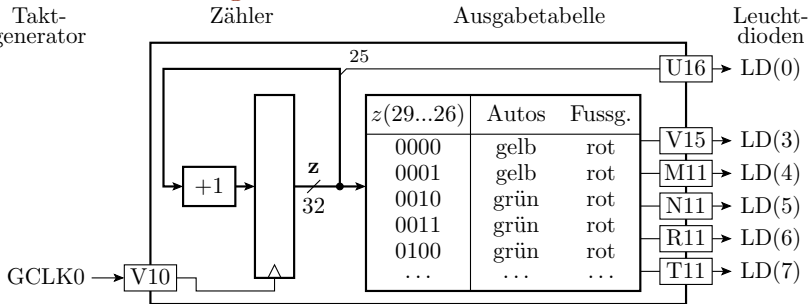 Takt-
generator
Zähler
Ausgabetabelle
Leucht-
dioden
25
U16 LD(0)
z(29...26) Autos Fussg.
0000 gelb rot
0001 gelb rot
0010 grün rot
0011 grün rot
0100 grün rot
... ... ...
+1
z
32
V15 LD(3)
M11 LD(4)
N11 LD(5)
R11 LD(6)
T11 LD(7)
GCLK0 V10